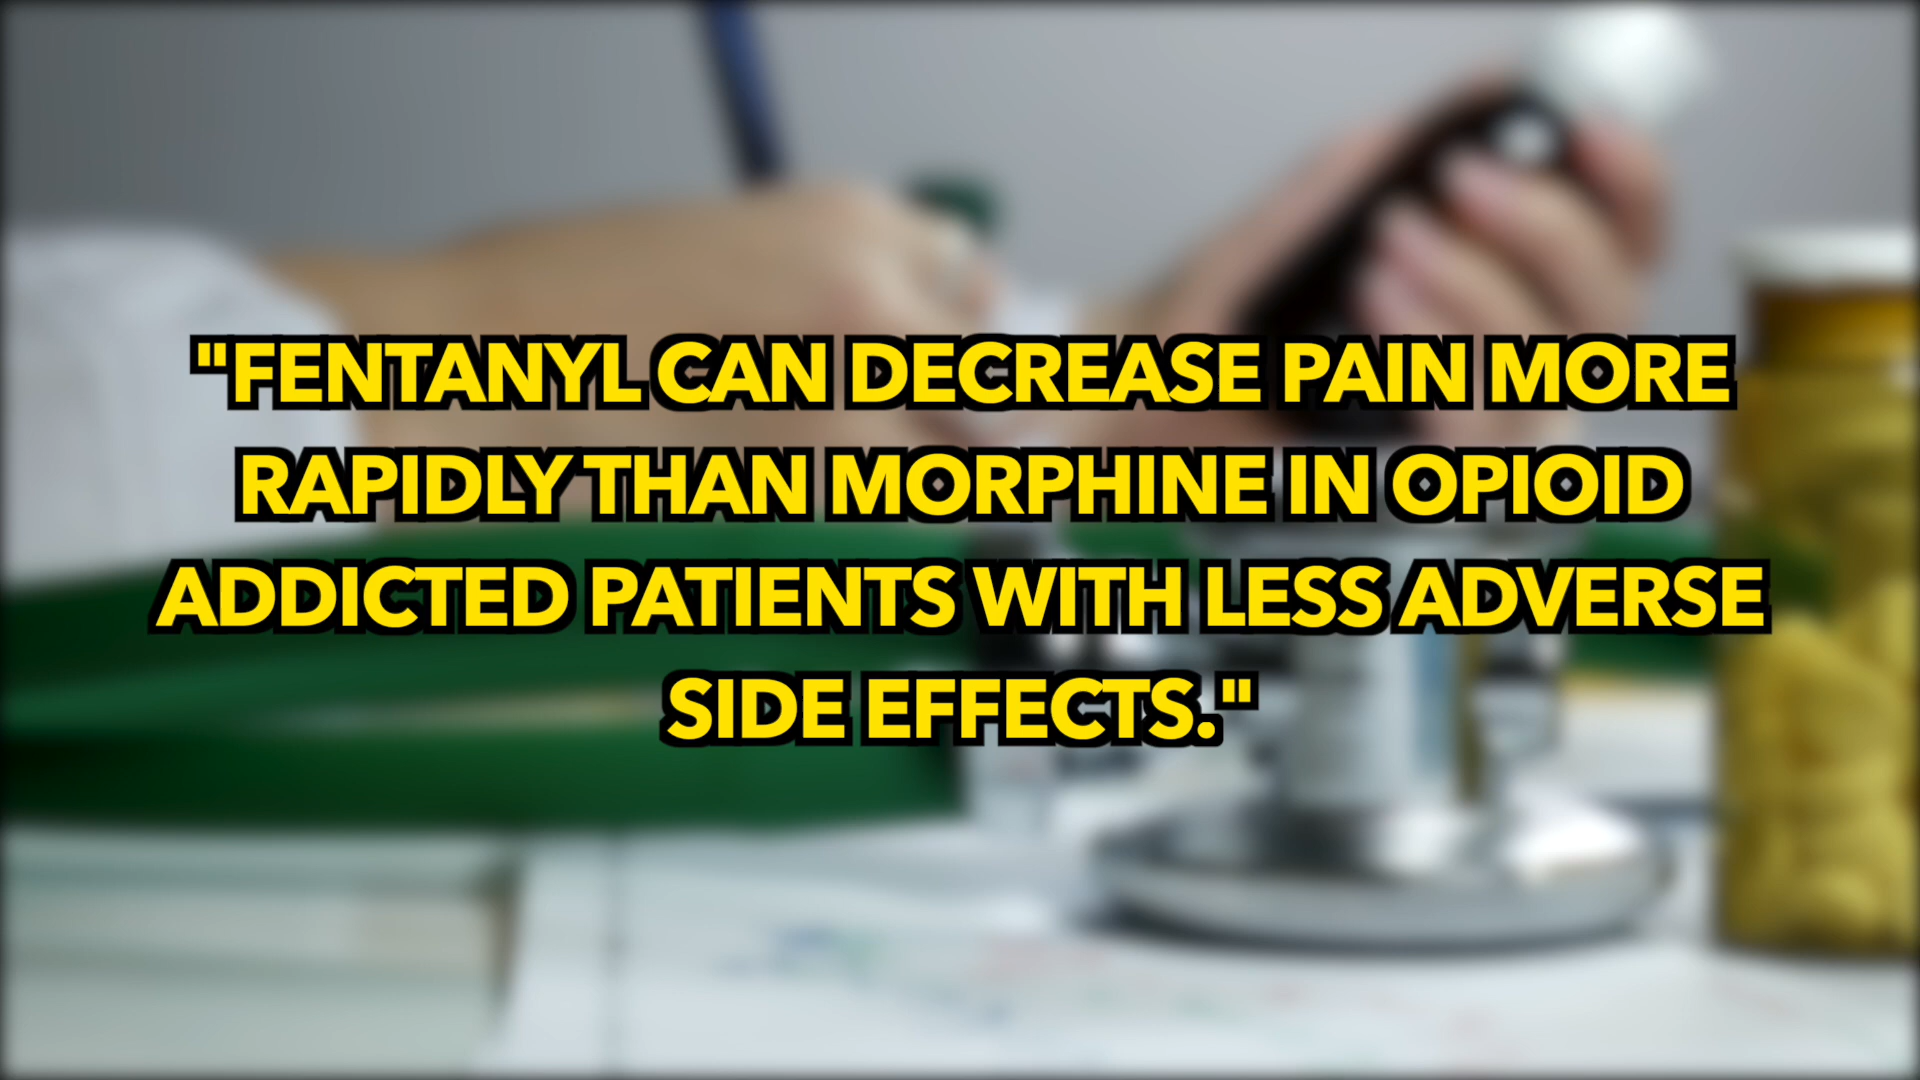 "FENTANYL CAN DECREASE PAIN MORE
RAPIDLY THAN MORPHINE IN OPIOID
ADDICTED PATIENTS WITH LESS ADVERSE
SIDE EFFECTS."